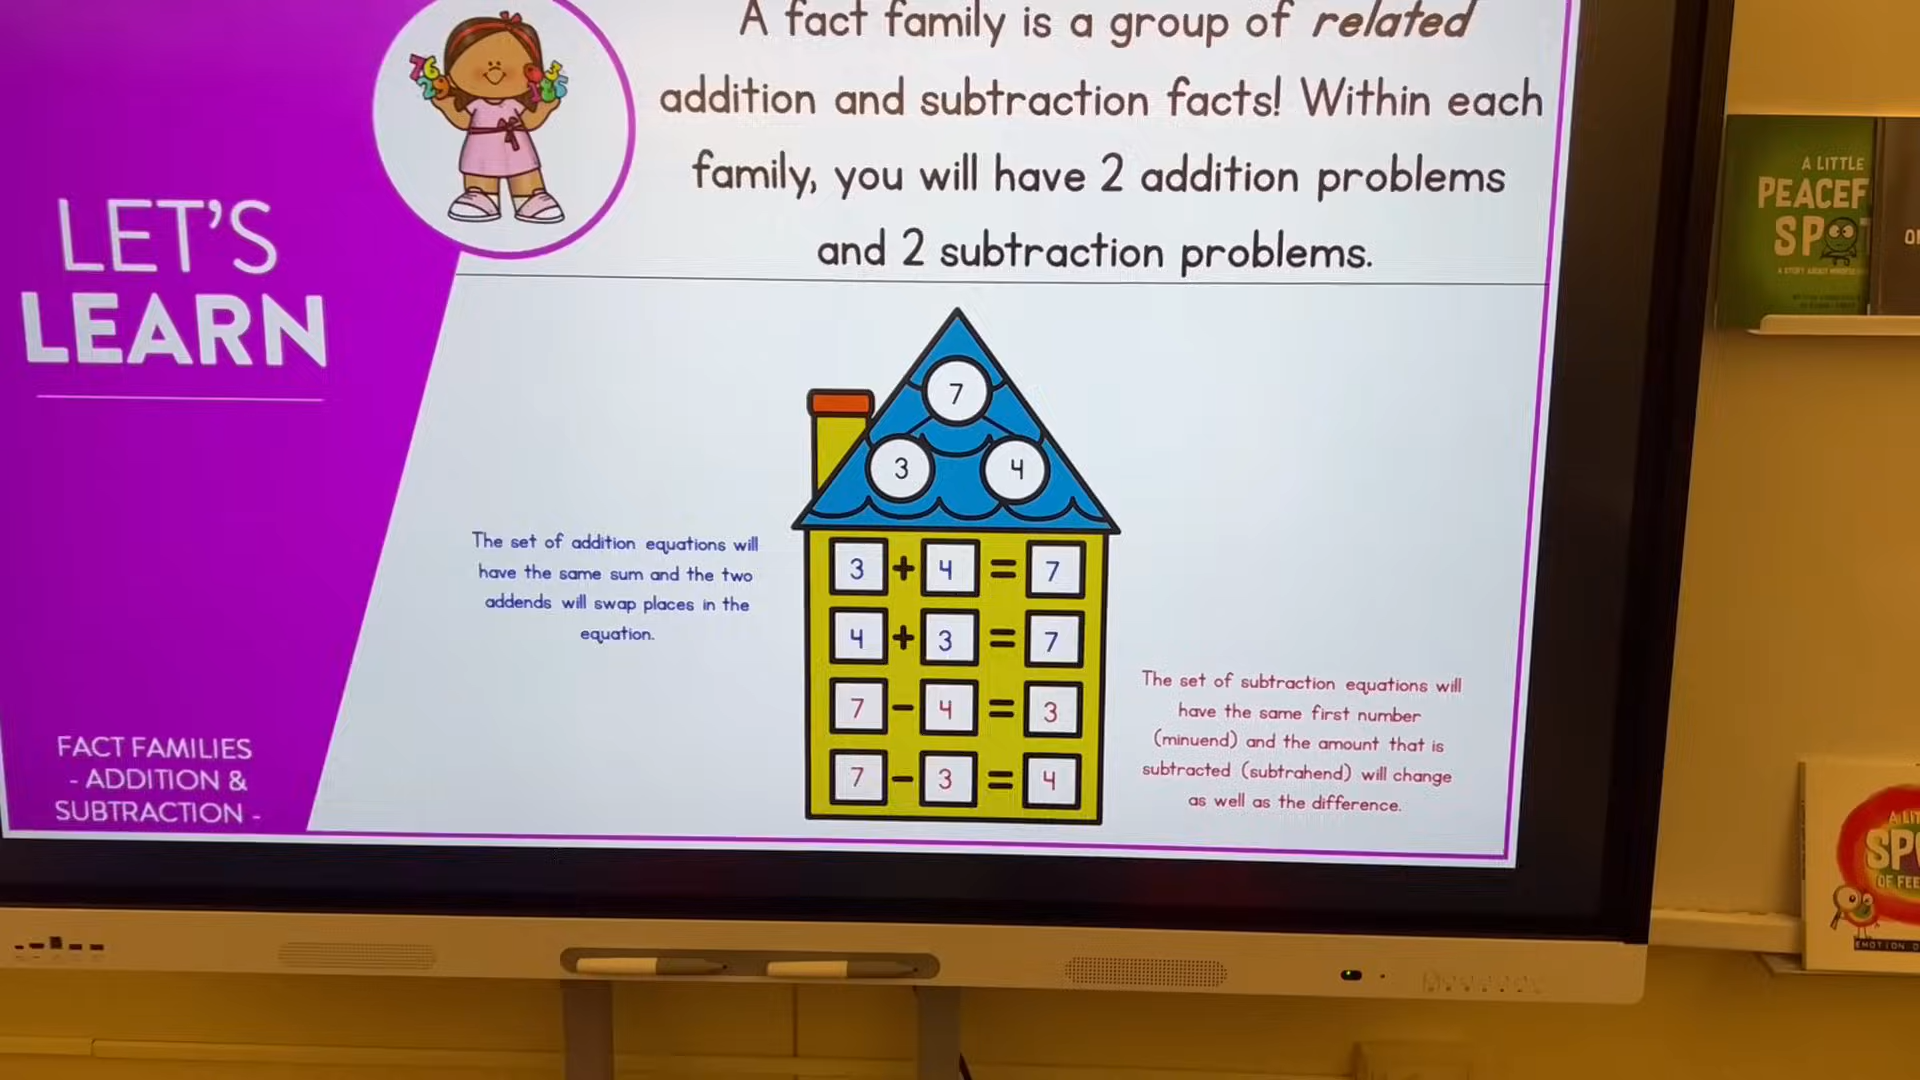 A fact family is a group of related
addition and subtraction facts! Within each
family, you will have 2 addition problems
and 2 subtraction problems.
LET'S
LEARN
7
3 4
3 + 4 = 7
4 + 3 = 7
7 - 4 = 3
7 - 3 = 4
The set of addition equations will
have the same sum and the two
addends will swap places in the
equation.
The set of subtraction equations will
have the same first number
(minuend) and the amount that is
subtracted (subtrahend) will change
as well as the difference.
FACT FAMILIES
- ADDITION &
SUBTRACTION -
A LITTLE
PEACEF
SP
A LIT
SP
OF FEE